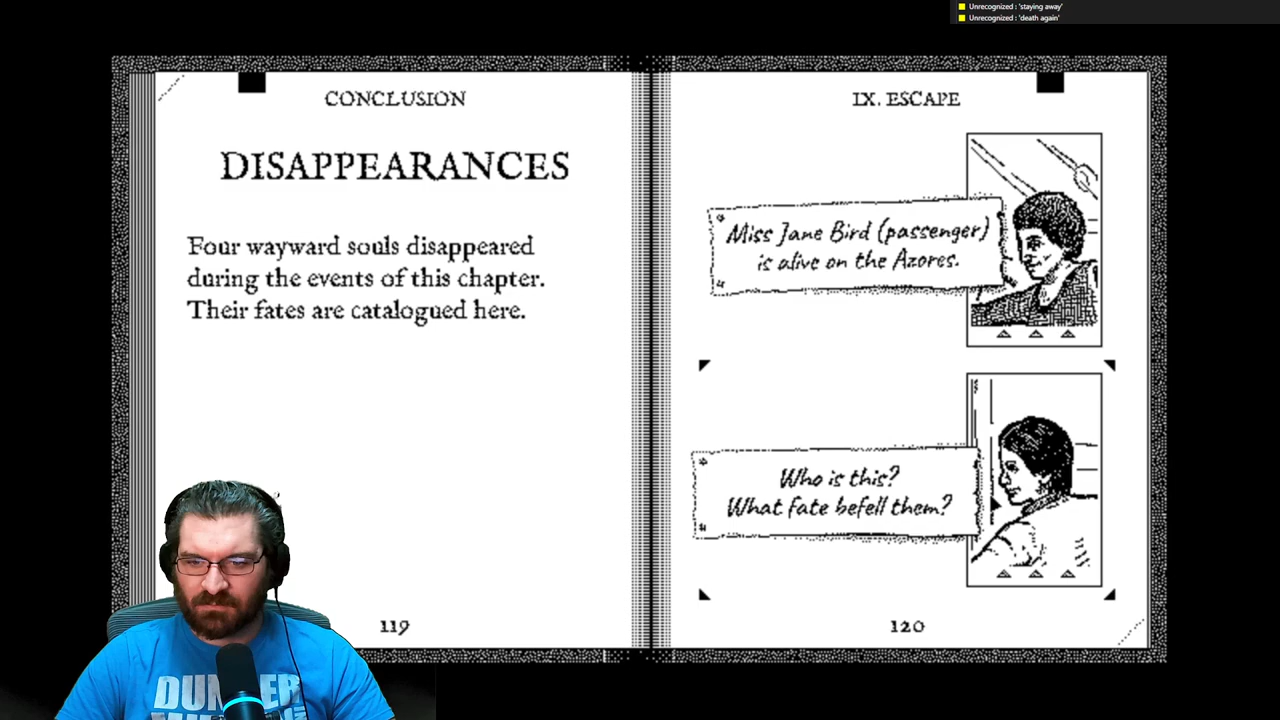 Unrecognized : 'staying away'
Unrecognized : 'death again'
CONCLUSION
DISAPPEARANCES
Four wayward souls disappeared
during the events of this chapter.
Their fates are catalogued here.
119
IX. ESCAPE
Miss Jane Bird (passenger)
is alive on the Azores.
Who is this?
What fate befell them?
120